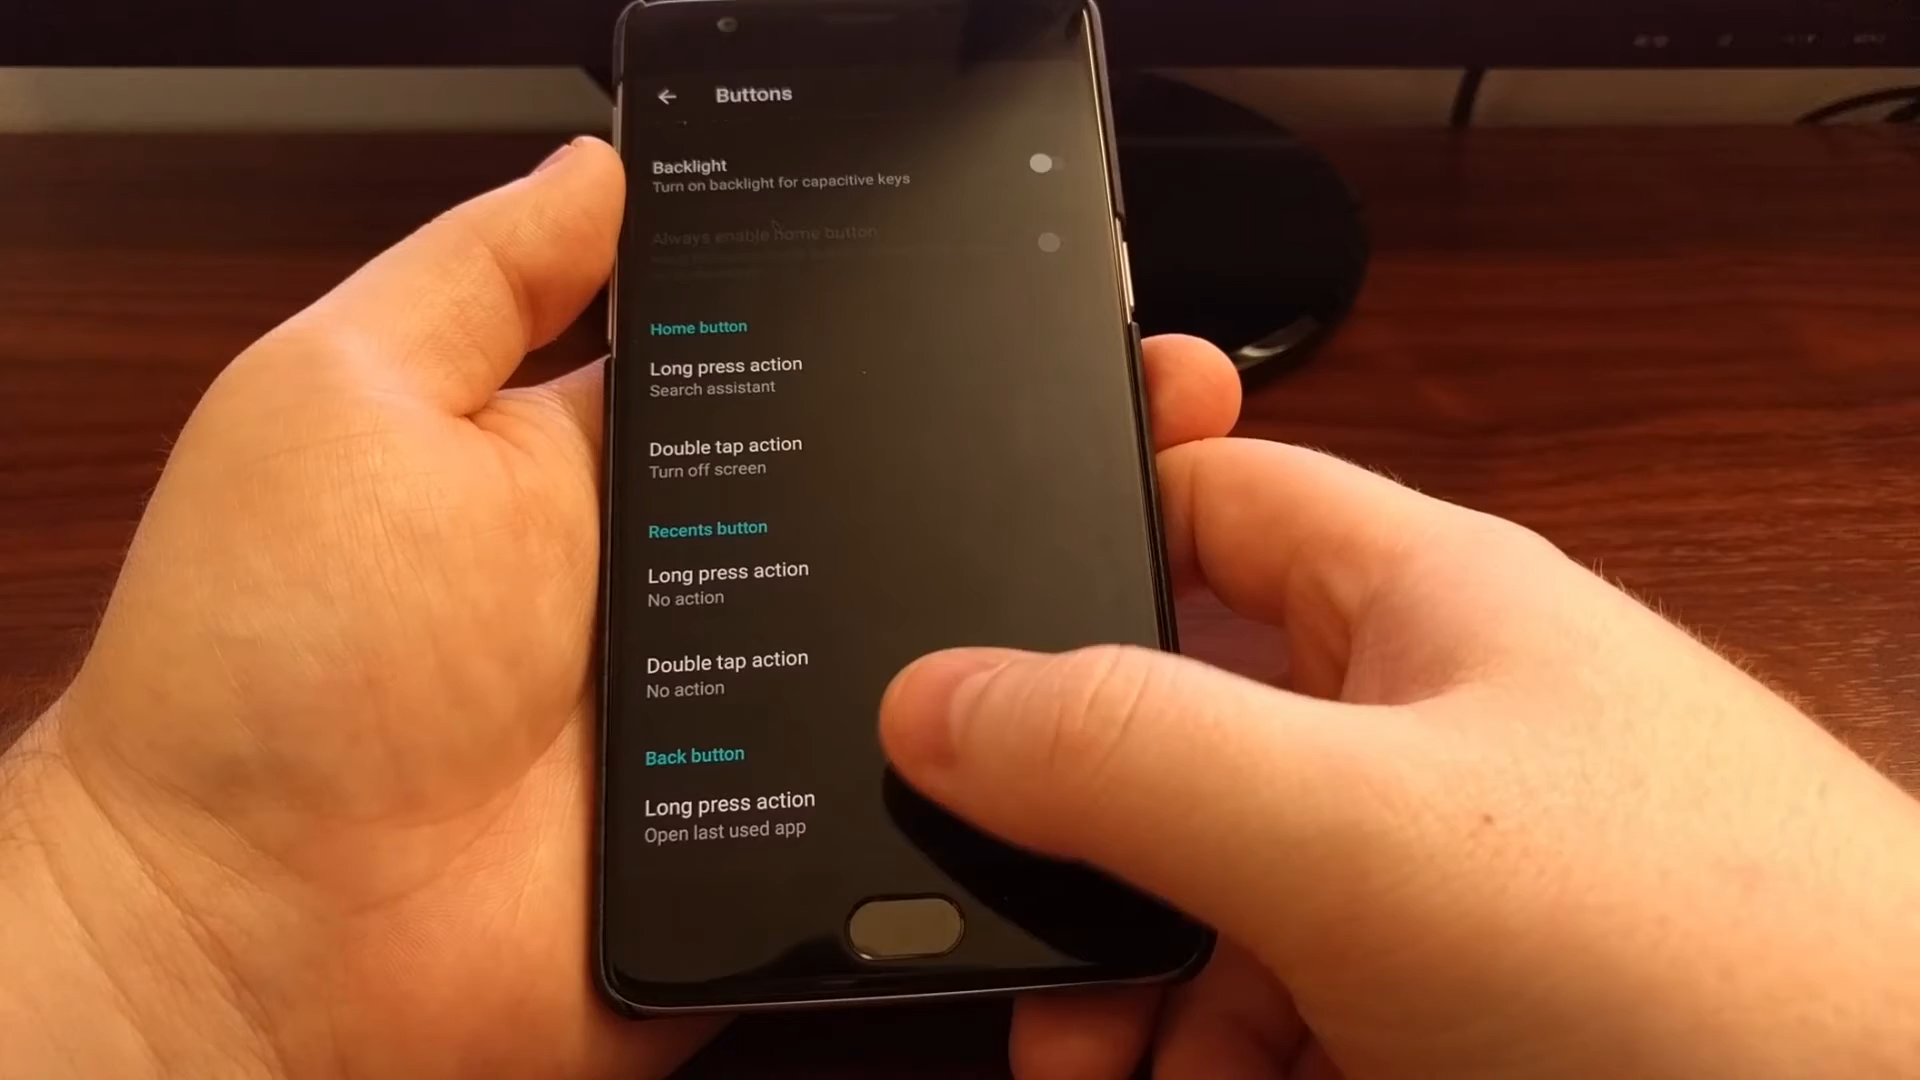 Buttons
Backlight
Turn on backlight for capacitive keys
Always enable home button
Home button
Long press action
Search assistant
Double tap action
Turn off screen
Recents button
Long press action
No action
Double tap action
No action
Back button
Long press action
Open last used app